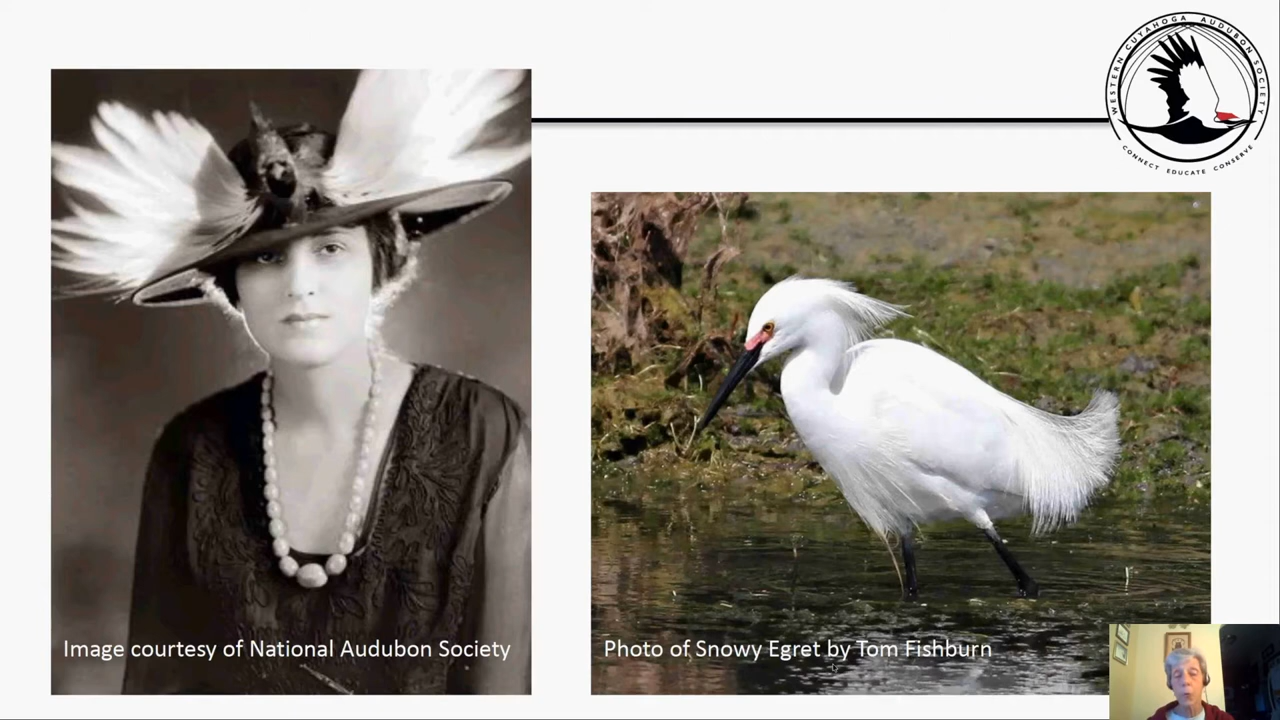 WESTERN CUYAHOGA AUDUBON SOCIETY
CONNECT EDUCATE CONSERVE
Image courtesy of National Audubon Society
Photo of Snowy Egret by Tom Fishburn